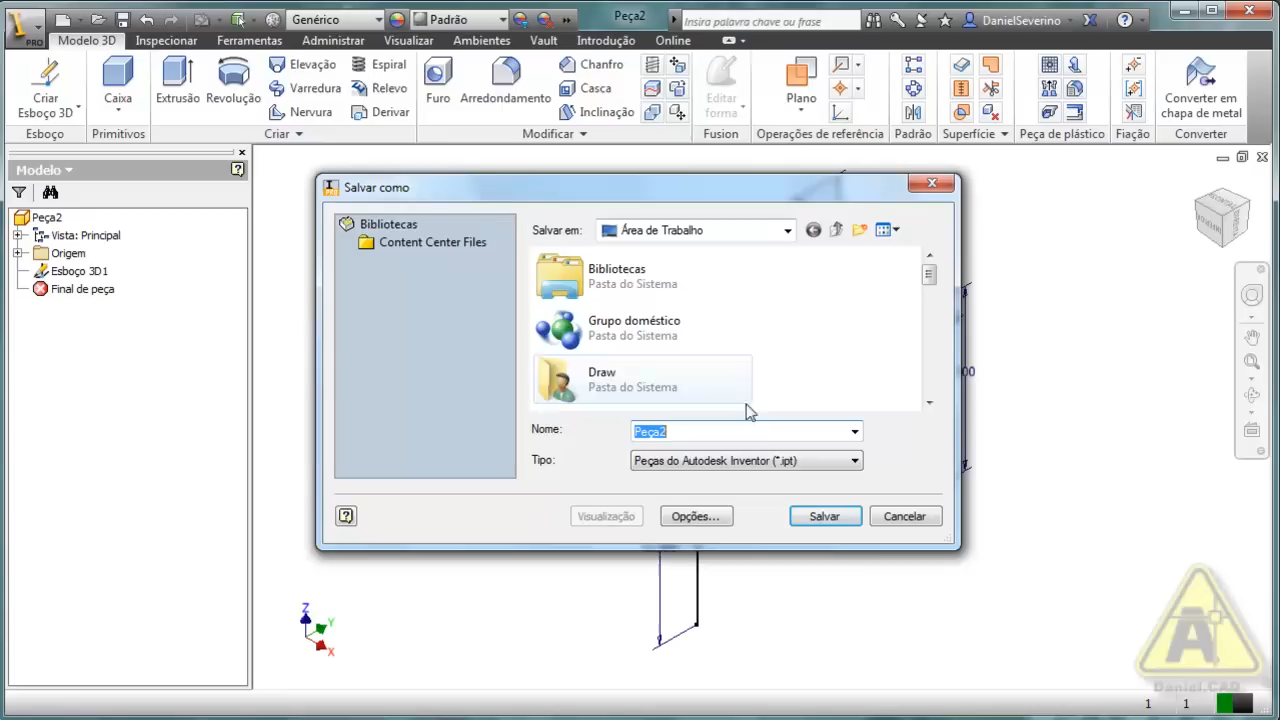 PRO
Genérico
Padrão
Peça2
Insira palavra chave ou frase
DanielSeverino
Modelo 3D Inspecionar Ferramentas Administrar Visualizar Ambientes Vault Introdução Online
Criar
Esboço 3D
Caixa
Extrusão
Revolução
Elevação
Varredura
Nervura
Espiral
Relevo
Derivar
Furo
Arredondamento
Chanfro
Casca
Inclinação
Editar
forma
Plano
Converter em
chapa de metal
Esboço Primitivos Criar Modificar Fusion Operações de referência Padrão Superfície Peça de plástico Fiação Converter
Modelo
Peça2
Vista: Principal
Origem
Esboço 3D1
Final de peça
Salvar como
Bibliotecas
Content Center Files
Salvar em: Área de Trabalho
Bibliotecas
Pasta do Sistema
Grupo doméstico
Pasta do Sistema
Draw
Pasta do Sistema
Nome: Peça2
Tipo: Peças do Autodesk Inventor (*.ipt)
Visualização Opções... Salvar Cancelar
00
Z
Y
X
A
Daniel.CAD
1 1